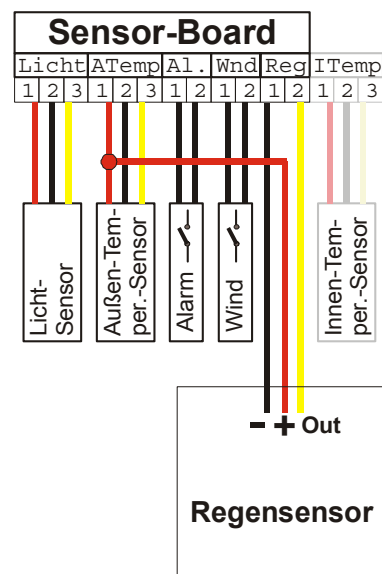 Sensor-Board
Licht ATemp Al. Wnd Reg ITemp
1 2 3 1 2 3 1 2 1 2 1 2 1 2 3
Licht-
Sensor
Außen-Tem-
per.-Sensor
Alarm
Wind
Innen-Tem-
per.-Sensor
- + Out
Regensensor